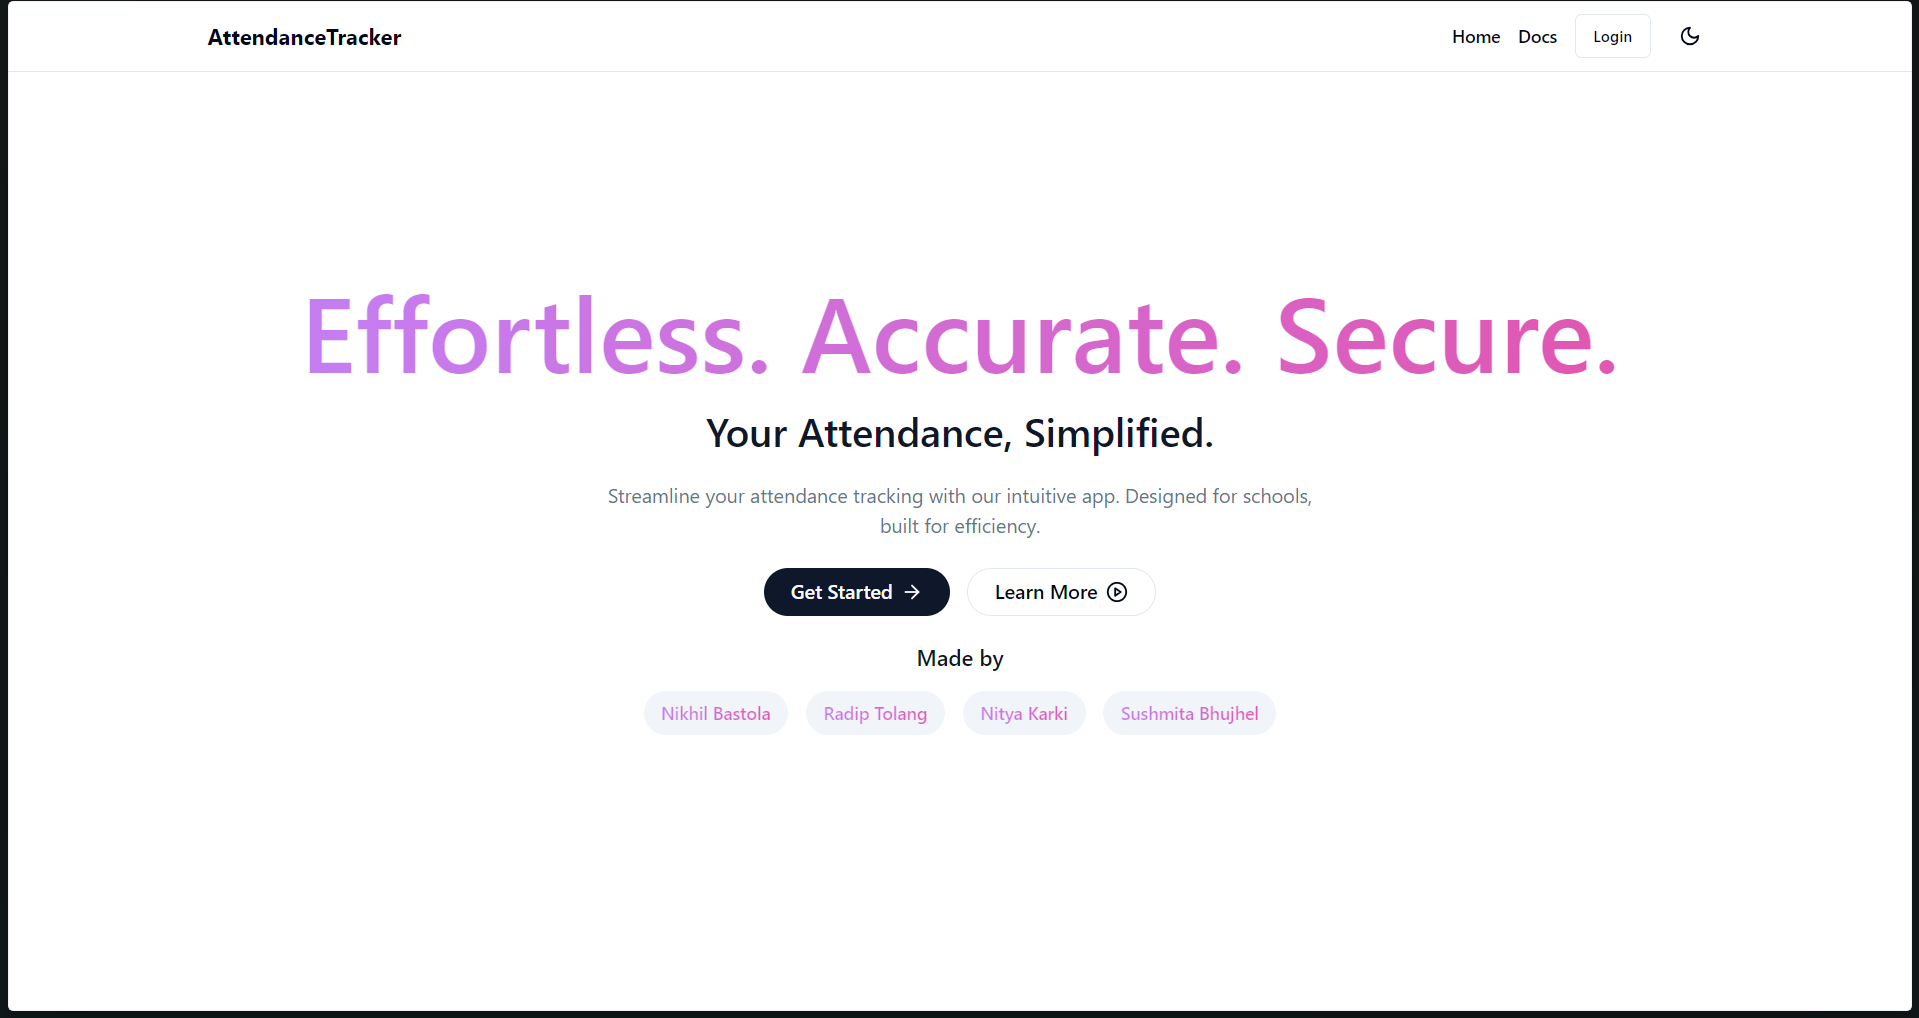 AttendanceTracker
Home Docs Login
Effortless. Accurate. Secure.
Your Attendance, Simplified.
Streamline your attendance tracking with our intuitive app. Designed for schools,
built for efficiency.
Get Started Learn More
Made by
Nikhil Bastola Radip Tolang Nitya Karki Sushmita Bhujhel